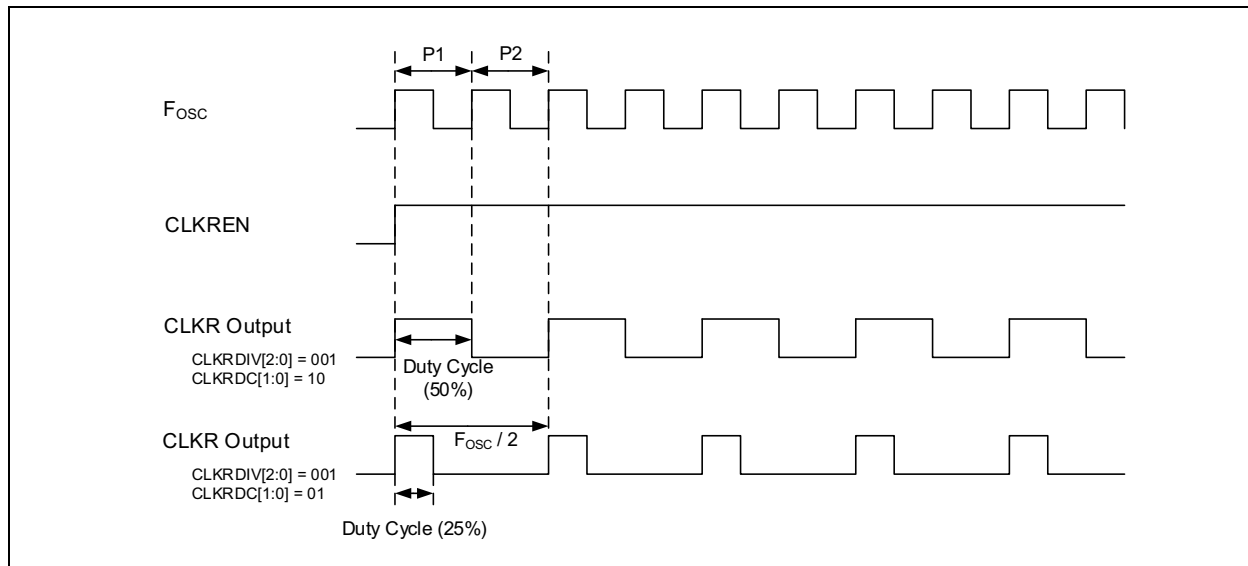 P1 P2
FOSC
CLKREN
CLKR Output
CLKRDIV[2:0] = 001
CLKRDC[1:0] = 10
Duty Cycle
(50%)
FOSC / 2
CLKR Output
CLKRDIV[2:0] = 001
CLKRDC[1:0] = 01
Duty Cycle (25%)